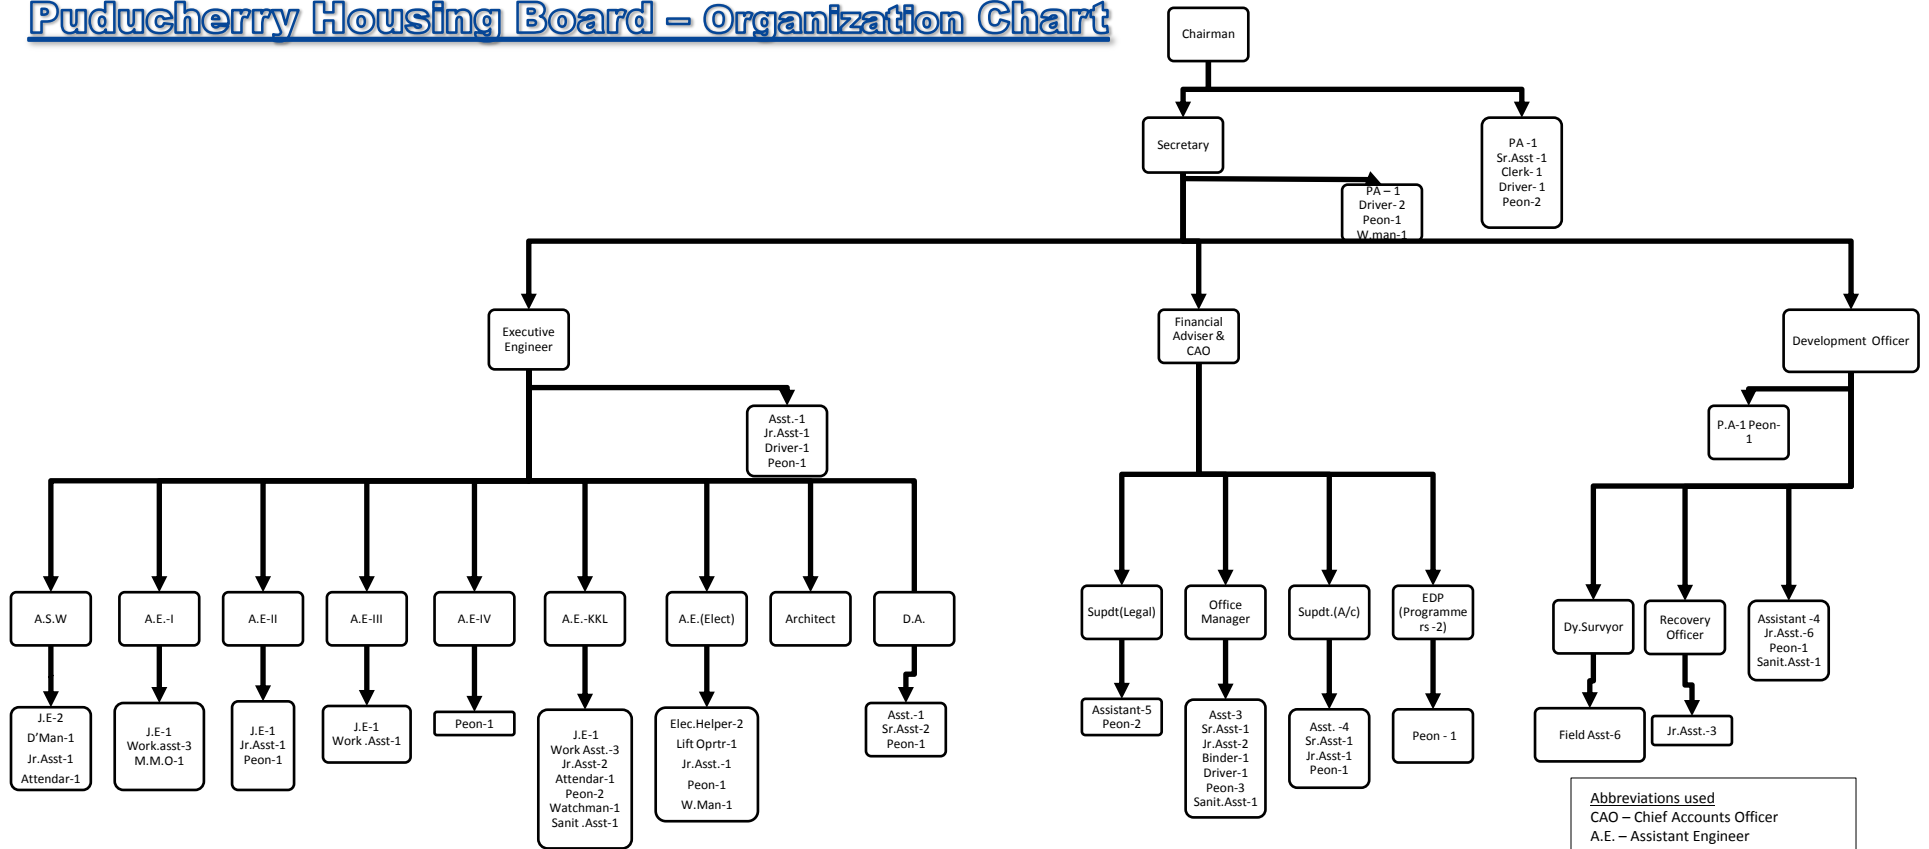 Puducherry Housing Board – Organization Chart
Chairman
Secretary
PA -1
Sr.Asst -1
Clerk- 1
Driver- 1
Peon-2
PA – 1
Driver- 2
Peon-1
W.man-1
Executive
Engineer
Financial
Adviser &
CAO
Development Officer
Asst.-1
Jr.Asst-1
Driver-1
Peon-1
P.A-1 Peon-
1
A.S.W
A.E.-I
A.E-II
A.E-III
A.E-IV
A.E.-KKL
A.E.(Elect)
Architect
D.A.
Supdt(Legal)
Office
Manager
Supdt.(A/c)
EDP
(Programme
rs -2)
Dy.Survyor
Recovery
Officer
Assistant -4
Jr.Asst.-6
Peon-1
Sanit.Asst-1
J.E-2
D’Man-1
Jr.Asst-1
Attendar-1
J.E-1
Work.asst-3
M.M.O-1
J.E-1
Jr.Asst-1
Peon-1
J.E-1
Work .Asst-1
Peon-1
J.E-1
Work Asst.-3
Jr.Asst-2
Attendar-1
Peon-2
Watchman-1
Sanit .Asst-1
Elec.Helper-2
Lift Oprtr-1
Jr.Asst.-1
Peon-1
W.Man-1
Asst.-1
Sr.Asst-2
Peon-1
Assistant-5
Peon-2
Asst-3
Sr.Asst-1
Jr.Asst-2
Binder-1
Driver-1
Peon-3
Sanit.Asst-1
Asst. -4
Sr.Asst-1
Jr.Asst-1
Peon-1
Peon - 1
Field Asst-6
Jr.Asst.-3
Abbreviations used
CAO – Chief Accounts Officer
A.E. – Assistant Engineer